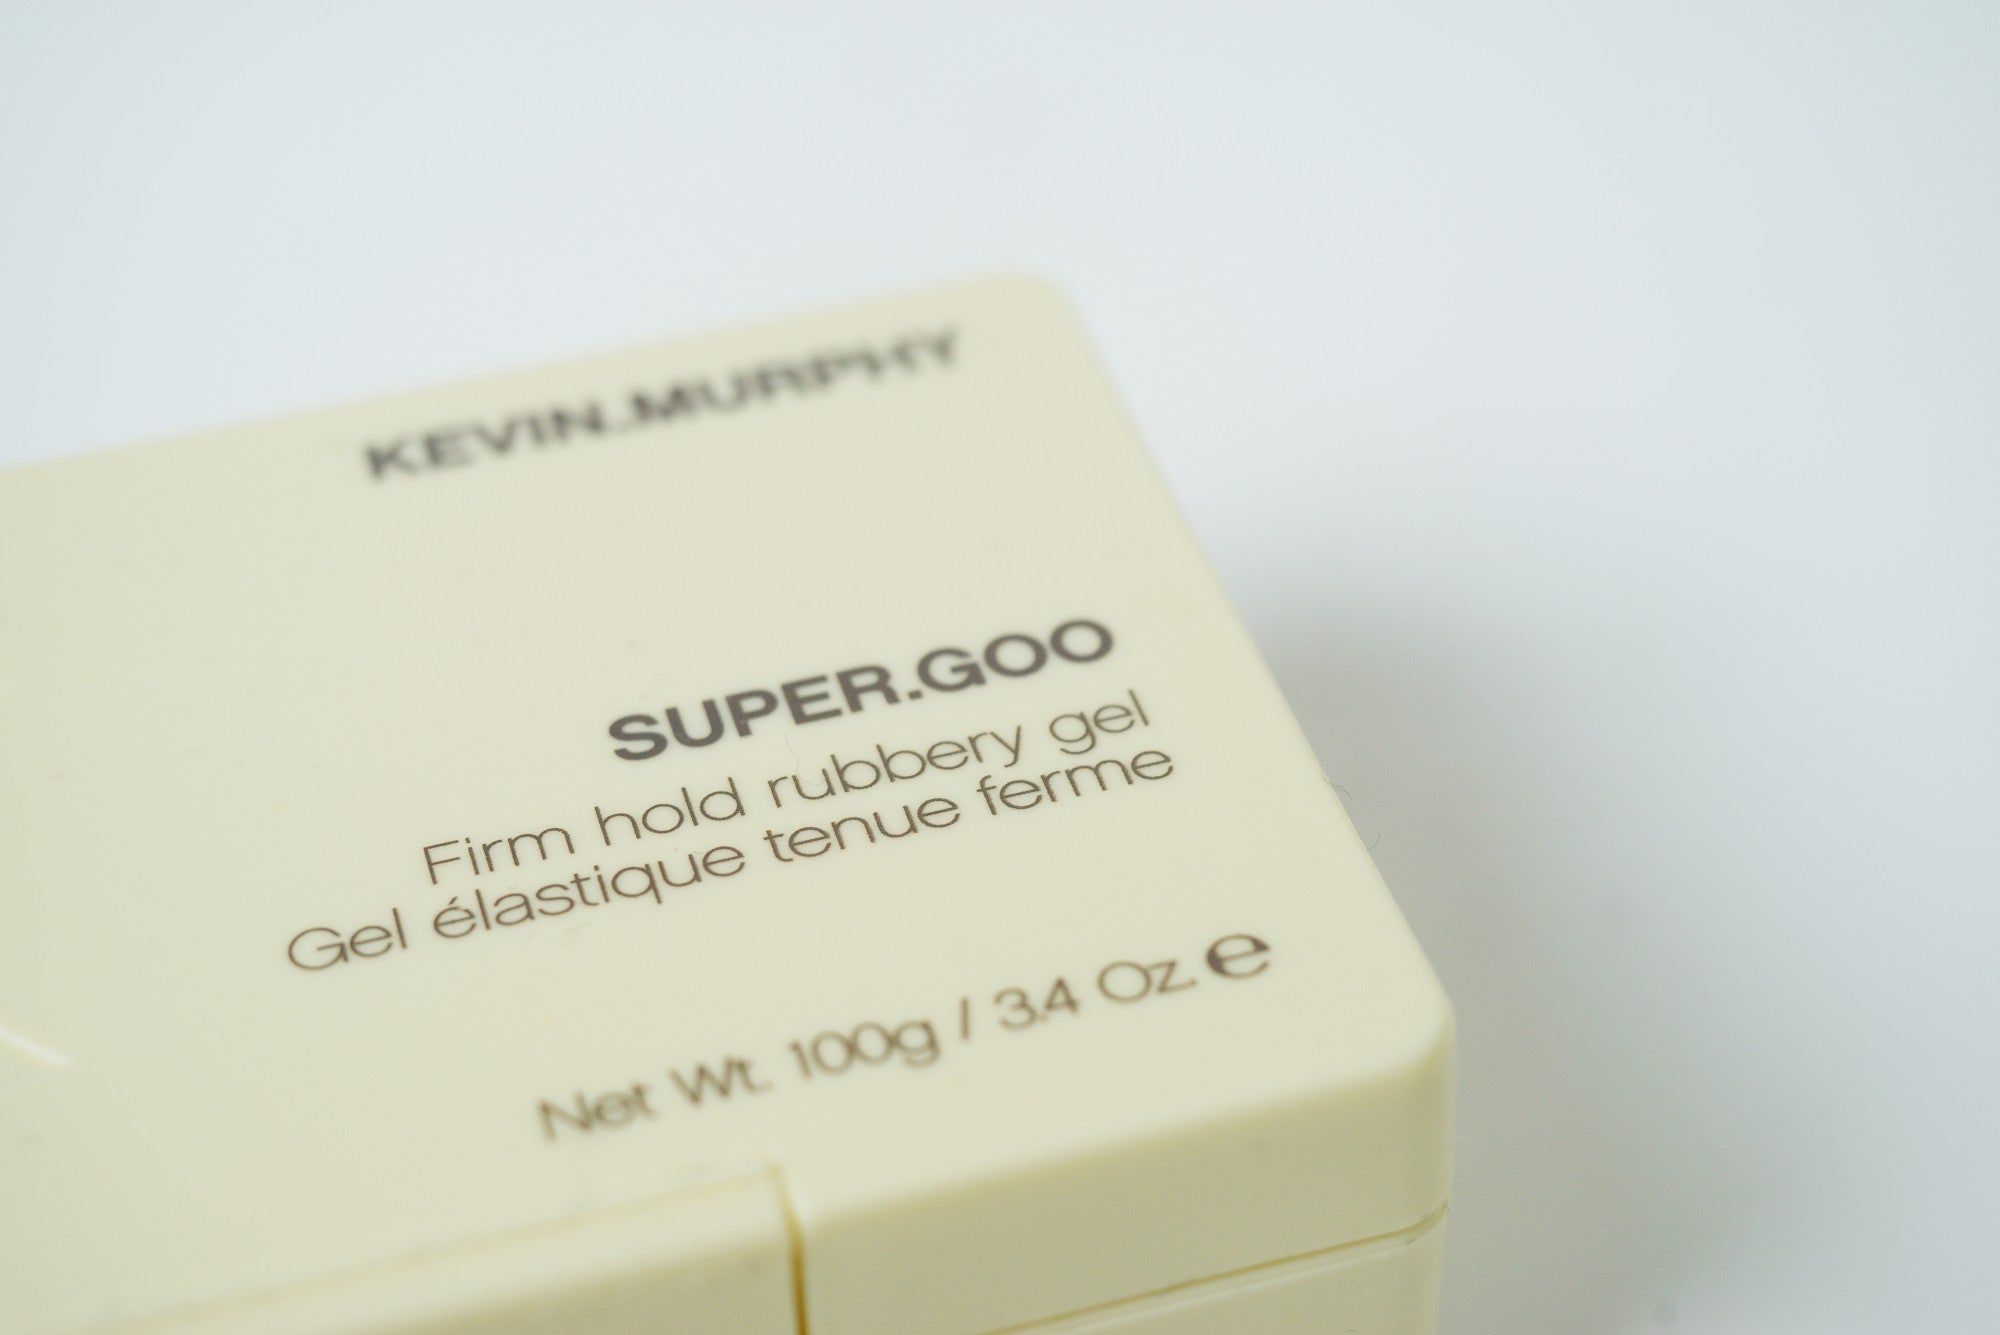 KEVIN.MURPHY
SUPER.GOO
Firm hold rubbery gel
Gel élastique tenue ferme
Net Wt. 100g / 3.4 Oz. ℮